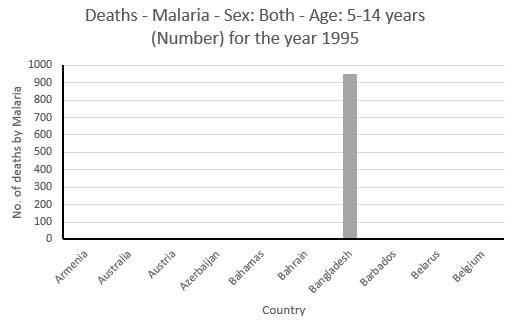 Deaths - Malaria - Sex: Both - Age: 5-14 years
(Number) for the year 1995
No. of deaths by Malaria
1000
900
800
700
600
500
400
300
200
100
0
Armenia
Australia
Austria
Azerbaijan
Bahamas
Bahrain
Bangladesh
Barbados
Belarus
Belgium
Country